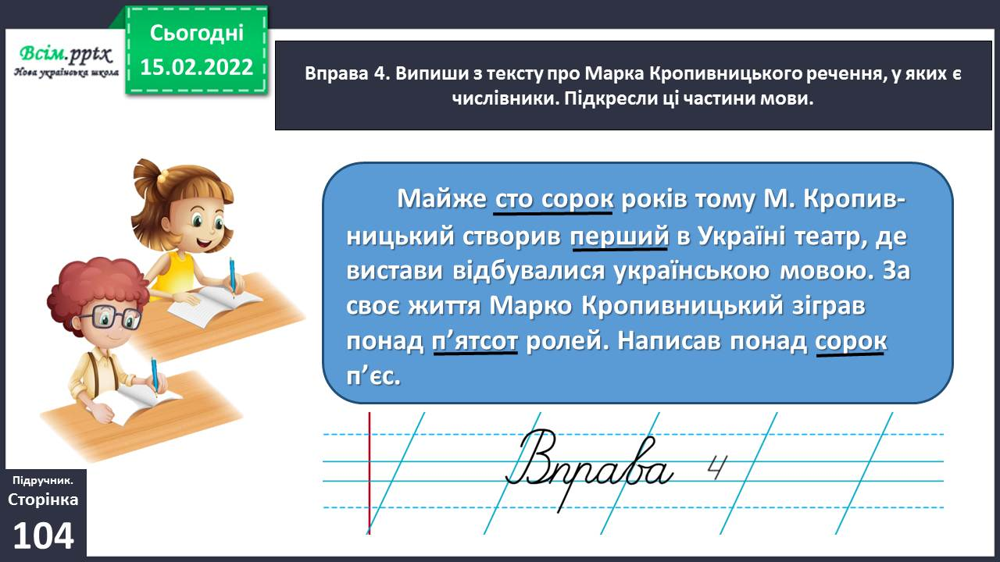 Сьогодні
15.02.2022
Всім.pptx
Нова українська школа
Вправа 4. Випиши з тексту про Марка Кропивницького речення, у яких є
числівники. Підкресли ці частини мови.
Майже сто сорок років тому М. Кропив-
ницький створив перший в Україні театр, де
вистави відбувалися українською мовою. За
своє життя Марко Кропивницький зіграв
понад п’ятсот ролей. Написав понад сорок
п’єс.
Вправа 4
Підручник.
Сторінка
104